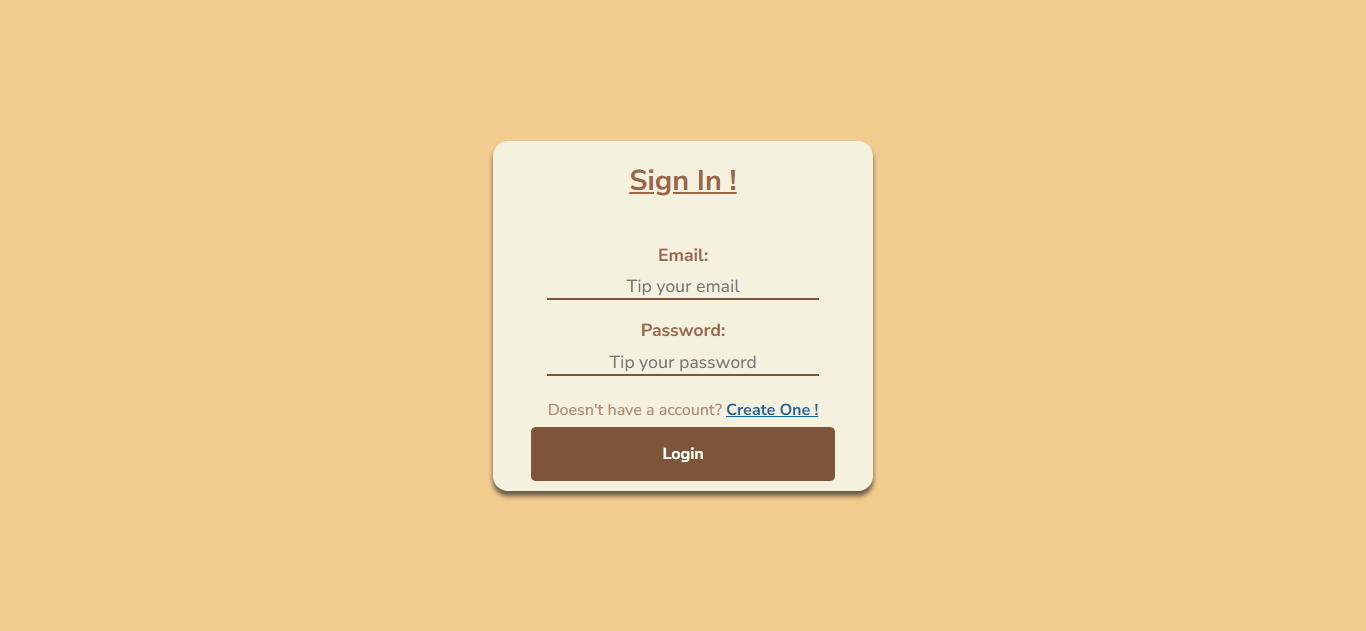 Sign In !
Email:
Tip your email
Password:
Tip your password
Doesn't have a account? Create One !
Login